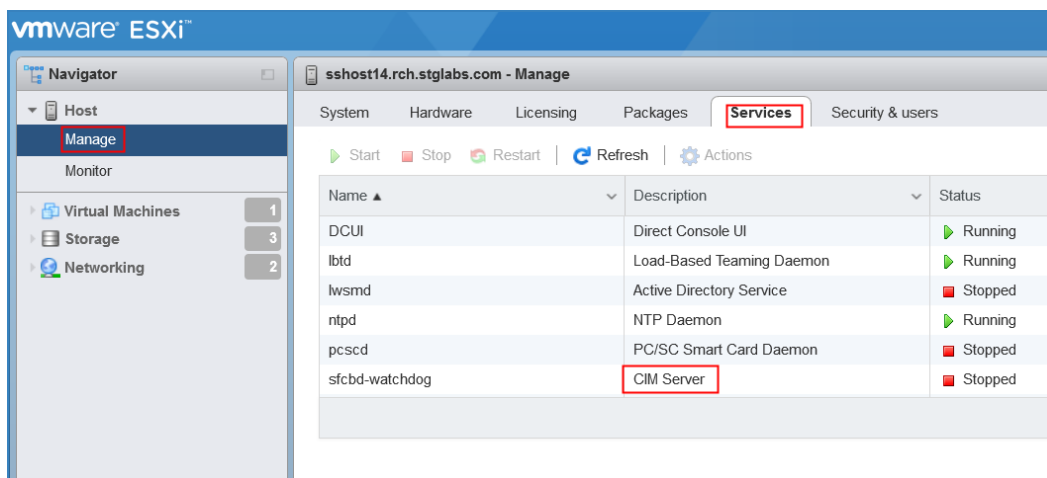 vmware ESXi™
Navigator
sshost14.rch.stglabs.com - Manage
Host
Manage
Monitor
Virtual Machines 1
Storage 3
Networking 2
System Hardware Licensing Packages Services Security & users
Start Stop Restart Refresh Actions
Name Description Status
DCUI Direct Console UI Running
lbtd Load-Based Teaming Daemon Running
lwsmd Active Directory Service Stopped
ntpd NTP Daemon Running
pcscd PC/SC Smart Card Daemon Stopped
sfcbd-watchdog CIM Server Stopped